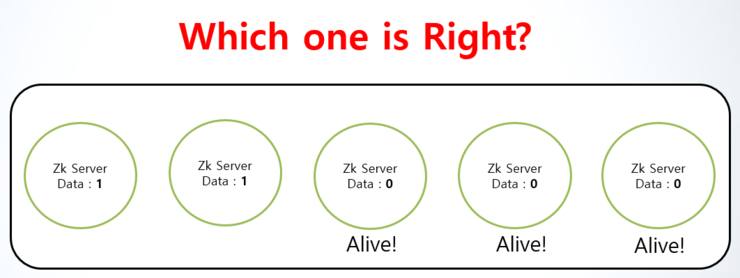 Which one is Right?
Zk Server
Data : 1
Zk Server
Data : 1
Zk Server
Data : 0
Zk Server
Data : 0
Zk Server
Data : 0
Alive!
Alive!
Alive!